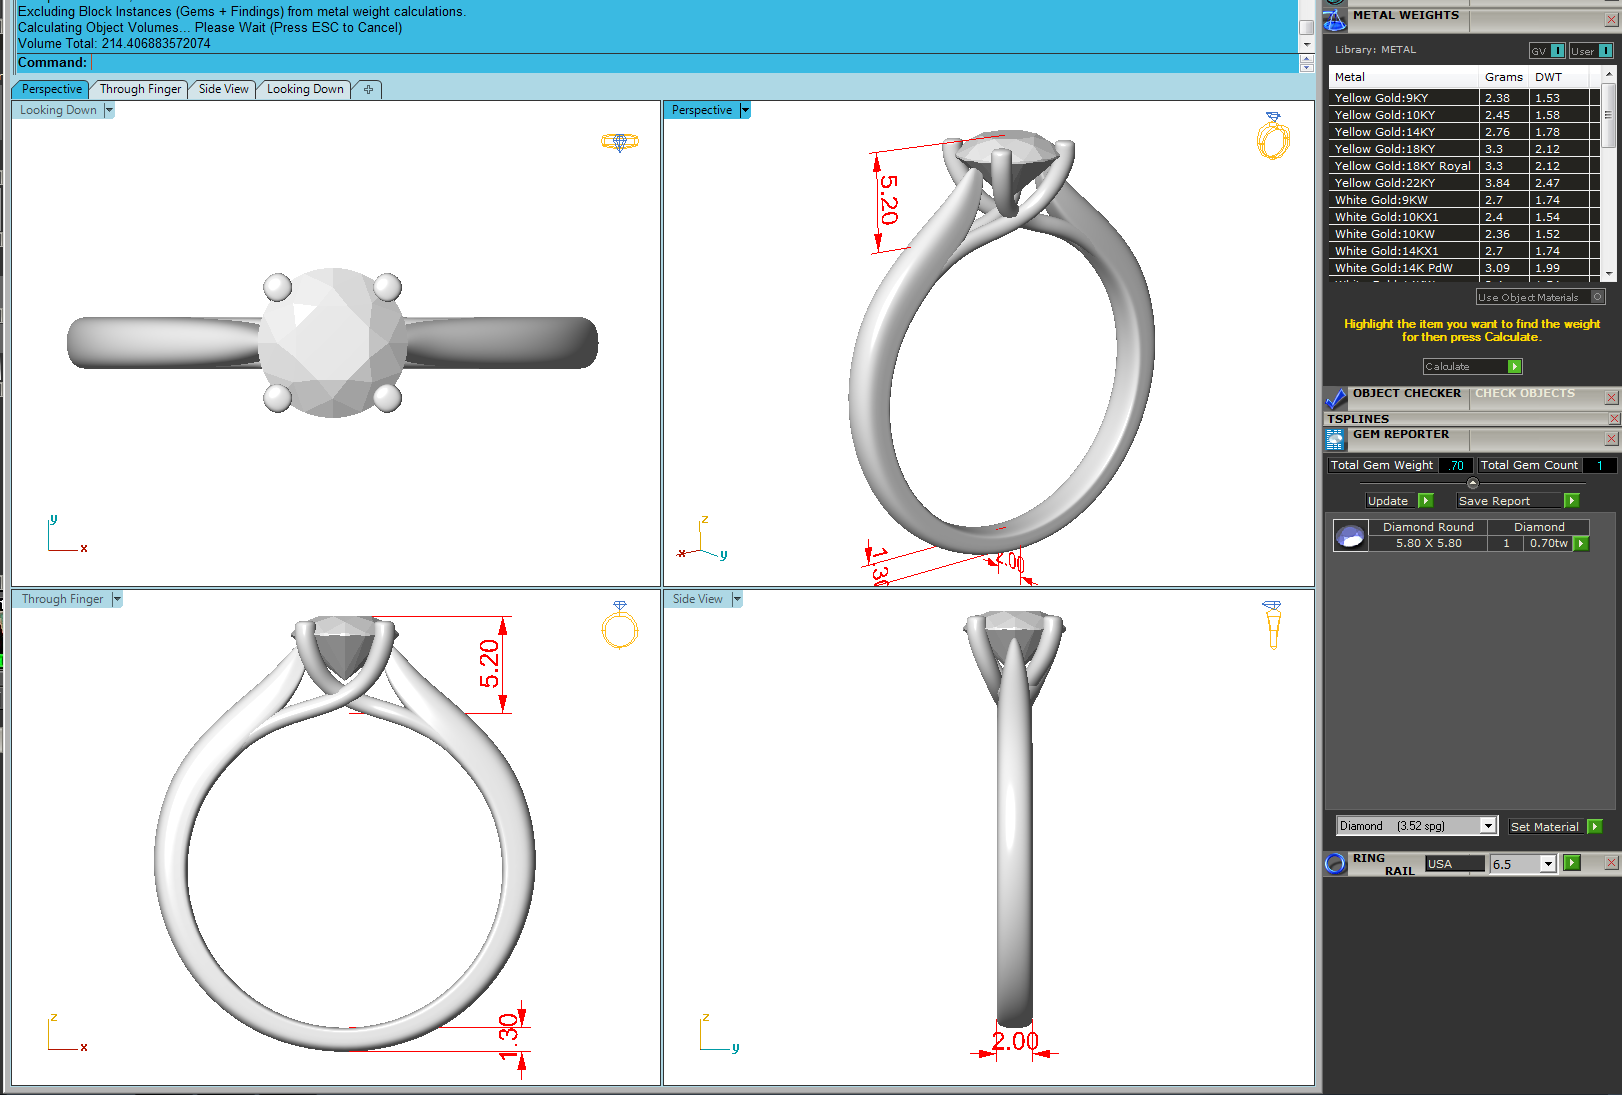 Excluding Block Instances (Gems + Findings) from metal weight calculations.
Calculating Object Volumes... Please Wait (Press ESC to Cancel)
Volume Total: 214.406883572074
Command:
Perspective Through Finger Side View Looking Down
Looking Down
Perspective
5.20
1.30
2.00
y
x
z
x
y
Through Finger
Side View
5.20
1.30
2.00
z
x
z
y
METAL WEIGHTS
Library: METAL GV User
Metal Grams DWT
Yellow Gold:9KY 2.38 1.53
Yellow Gold:10KY 2.45 1.58
Yellow Gold:14KY 2.76 1.78
Yellow Gold:18KY 3.3 2.12
Yellow Gold:18KY Royal 3.3 2.12
Yellow Gold:22KY 3.84 2.47
White Gold:9KW 2.7 1.74
White Gold:10KX1 2.4 1.54
White Gold:10KW 2.36 1.52
White Gold:14KX1 2.7 1.74
White Gold:14K PdW 3.09 1.99
Use Object Materials
Highlight the item you want to find the weight
for then press Calculate.
Calculate
OBJECT CHECKER CHECK OBJECTS
TSPLINES
GEM REPORTER
Total Gem Weight .70 Total Gem Count 1
Update Save Report
Diamond Round Diamond
5.80 X 5.80 1 0.70tw
Diamond (3.52 spg) Set Material
RING RAIL USA 6.5